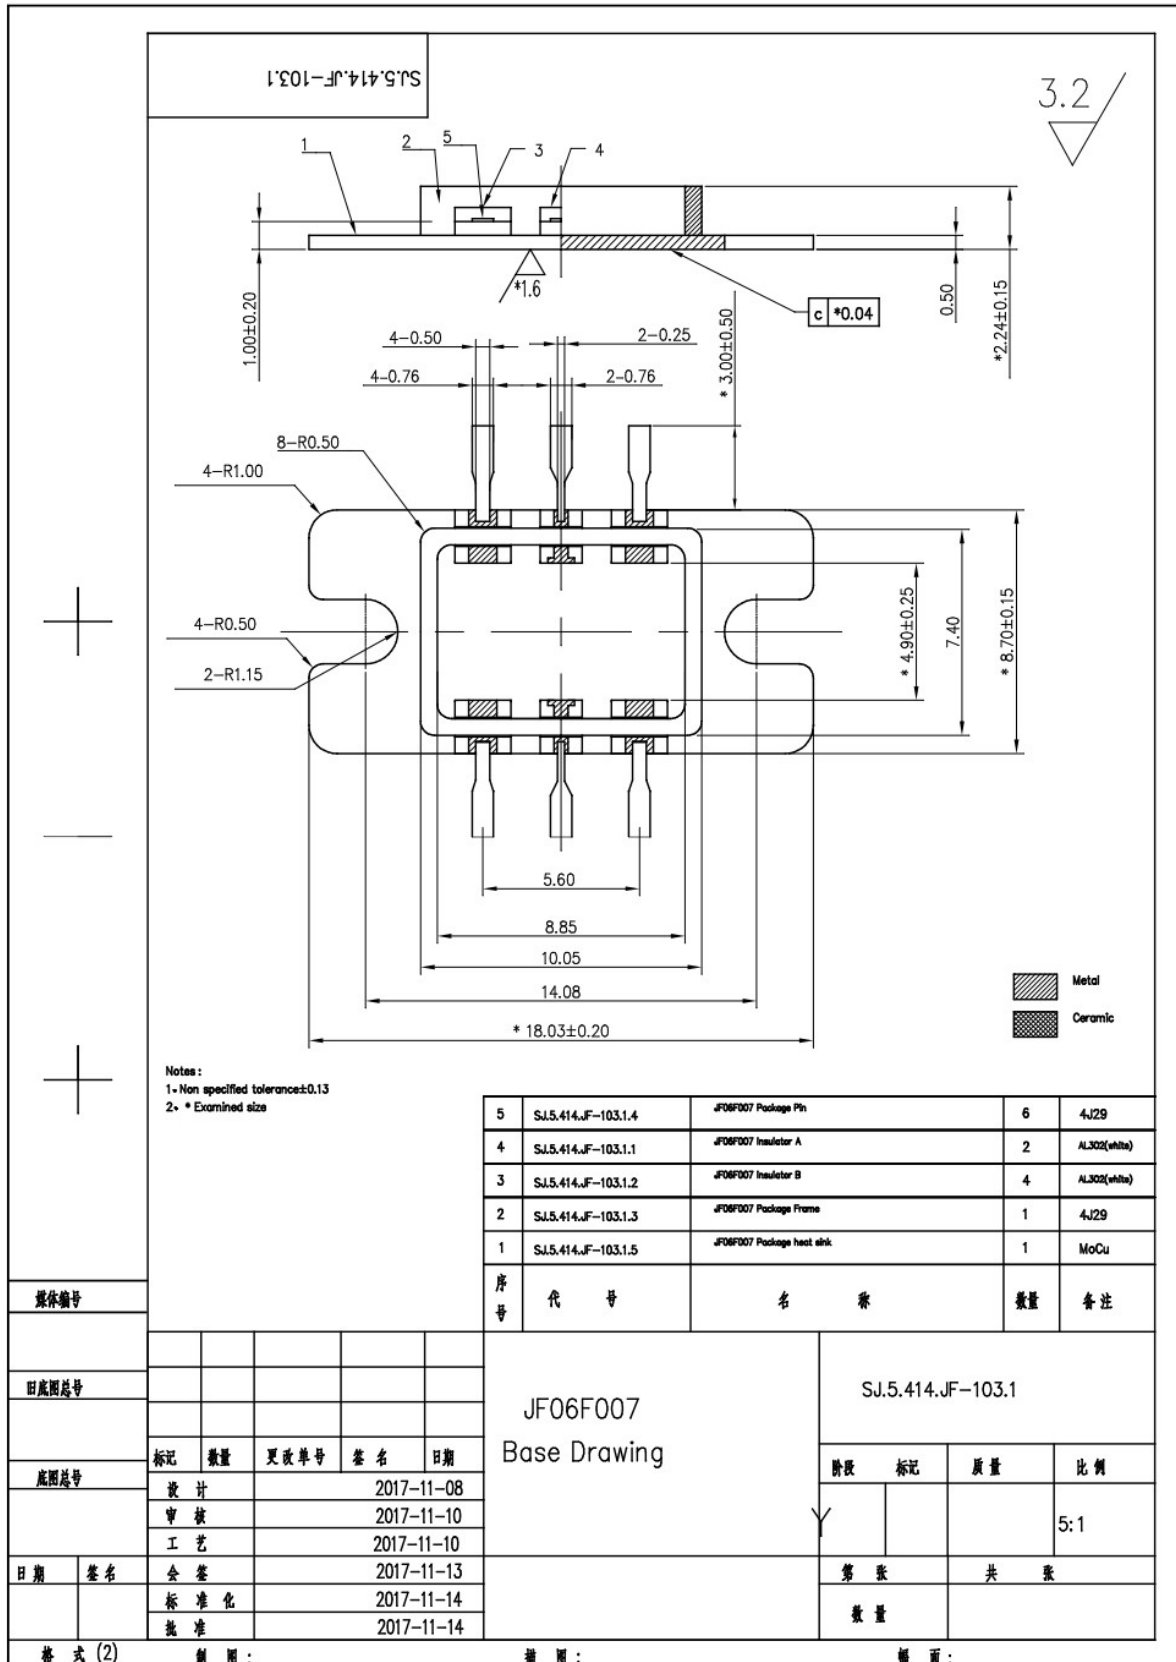 SJ.5.414.JF-103.1
3.2
1
2
5
3
4
*1.6
c *0.04
1.00±0.20
0.50
*2.24±0.15
4-0.50
2-0.25
4-0.76
2-0.76
* 3.00±0.50
8-R0.50
4-R1.00
4-R0.50
2-R1.15
* 4.90±0.25
7.40
* 8.70±0.15
5.60
8.85
10.05
14.08
* 18.03±0.20
Metal
Ceramic
Notes:
1、Non specified tolerance±0.13
2、* Examined size
5 SJ.5.414.JF-103.1.4 JF06F007 Package Pin 6 4J29
4 SJ.5.414.JF-103.1.1 JF06F007 Insulator A 2 AL302(white)
3 SJ.5.414.JF-103.1.2 JF06F007 Insulator B 4 AL302(white)
2 SJ.5.414.JF-103.1.3 JF06F007 Package Frame 1 4J29
1 SJ.5.414.JF-103.1.5 JF06F007 Package heat sink 1 MoCu
序号 代 号 名 称 数量 备注
媒体编号
旧底图总号
底图总号
日期 签名
标记 数量 更改单号 签名 日期
设 计 2017-11-08
审 核 2017-11-10
工 艺 2017-11-10
会 签 2017-11-13
标 准 化 2017-11-14
批 准 2017-11-14
JF06F007
Base Drawing
SJ.5.414.JF-103.1
阶段 标记 质量 比例
Y
5:1
第 张 共 张
数量
格 式 (2) 制 图: 描 图: 幅 面: